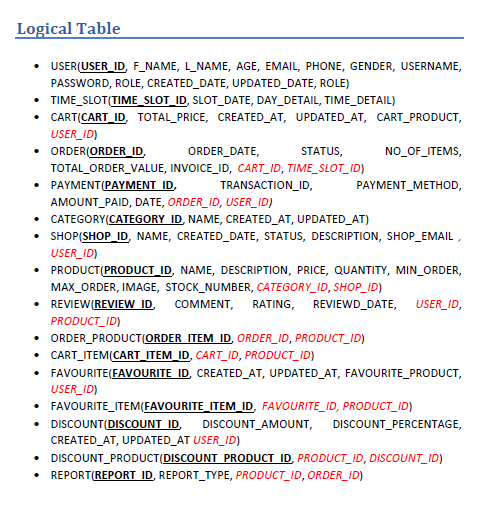 Logical Table
• USER(USER_ID, F_NAME, L_NAME, AGE, EMAIL, PHONE, GENDER, USERNAME,
PASSWORD, ROLE, CREATED_DATE, UPDATED_DATE, ROLE)
• TIME_SLOT(TIME_SLOT_ID, SLOT_DATE, DAY_DETAIL, TIME_DETAIL)
• CART(CART_ID, TOTAL_PRICE, CREATED_AT, UPDATED_AT, CART_PRODUCT,
USER_ID)
• ORDER(ORDER_ID, ORDER_DATE, STATUS, NO_OF_ITEMS,
TOTAL_ORDER_VALUE, INVOICE_ID, CART_ID, TIME_SLOT_ID)
• PAYMENT(PAYMENT_ID, TRANSACTION_ID, PAYMENT_METHOD,
AMOUNT_PAID, DATE, ORDER_ID, USER_ID)
• CATEGORY(CATEGORY_ID, NAME, CREATED_AT, UPDATED_AT)
• SHOP(SHOP_ID, NAME, CREATED_DATE, STATUS, DESCRIPTION, SHOP_EMAIL ,
USER_ID)
• PRODUCT(PRODUCT_ID, NAME, DESCRIPTION, PRICE, QUANTITY, MIN_ORDER,
MAX_ORDER, IMAGE, STOCK_NUMBER, CATEGORY_ID, SHOP_ID)
• REVIEW(REVIEW_ID, COMMENT, RATING, REVIEWD_DATE, USER_ID,
PRODUCT_ID)
• ORDER_PRODUCT(ORDER_ITEM_ID, ORDER_ID, PRODUCT_ID)
• CART_ITEM(CART_ITEM_ID, CART_ID, PRODUCT_ID)
• FAVOURITE(FAVOURITE_ID, CREATED_AT, UPDATED_AT, FAVOURITE_PRODUCT,
USER_ID)
• FAVOURITE_ITEM(FAVOURITE_ITEM_ID, FAVOURITE_ID, PRODUCT_ID)
• DISCOUNT(DISCOUNT_ID, DISCOUNT_AMOUNT, DISCOUNT_PERCENTAGE,
CREATED_AT, UPDATED_AT USER_ID)
• DISCOUNT_PRODUCT(DISCOUNT_PRODUCT_ID, PRODUCT_ID, DISCOUNT_ID)
• REPORT(REPORT_ID, REPORT_TYPE, PRODUCT_ID, ORDER_ID)